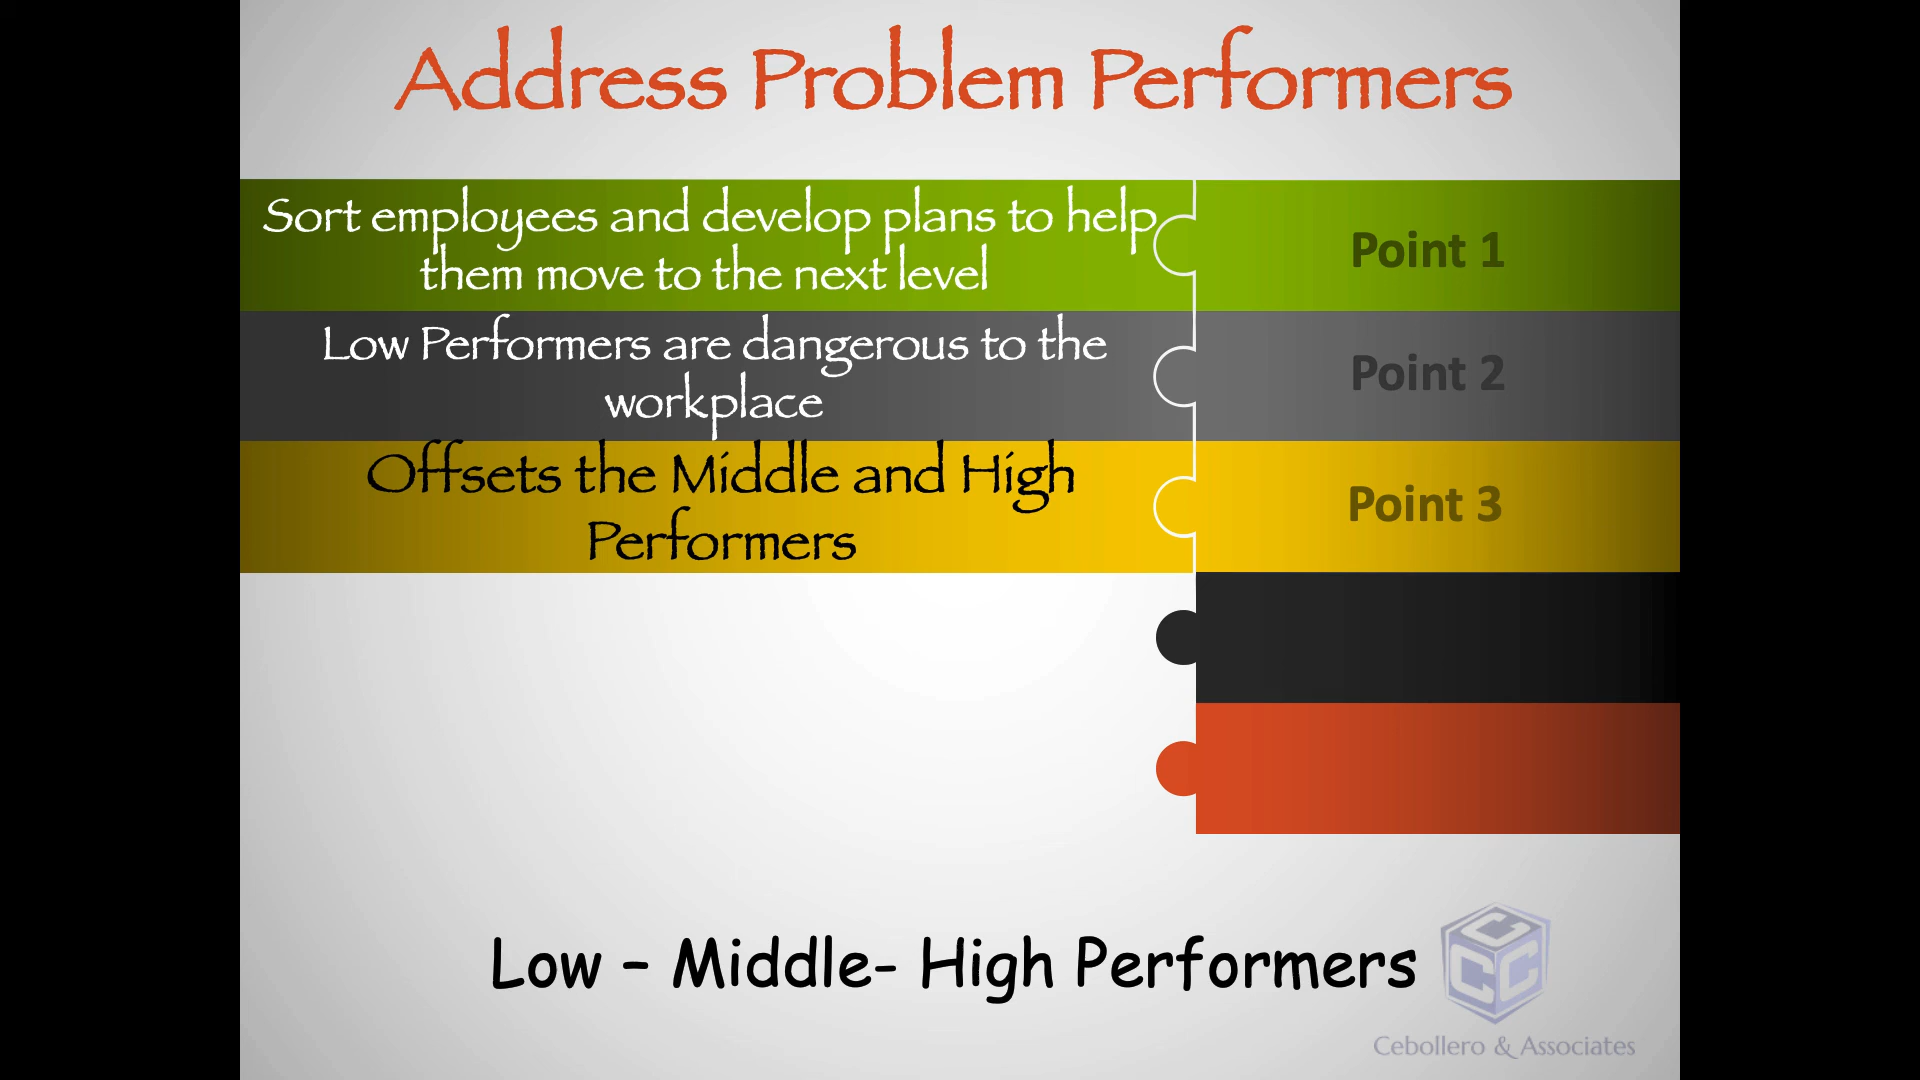 Address Problem Performers
Sort employees and develop plans to help
them move to the next level
Point 1
Low Performers are dangerous to the
workplace
Point 2
Offsets the Middle and High
Performers
Point 3
Low – Middle- High Performers
CCC
Cebollero & Associates